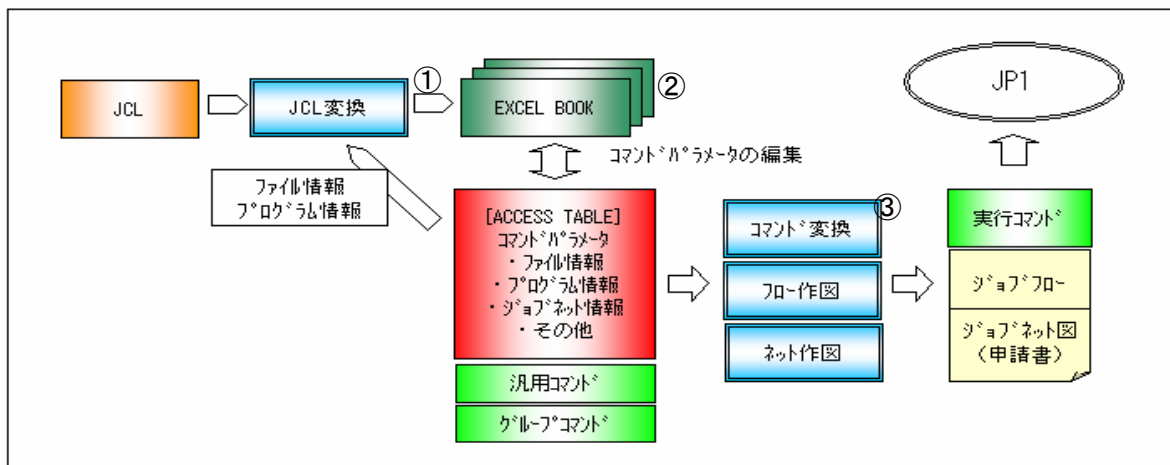 JCL
JCL変換
①
EXCEL BOOK
②
JP1
コマンドパラメータの編集
ファイル情報
プログラム情報
[ACCESS TABLE]
コマンドパラメータ
・ファイル情報
・プログラム情報
・ジョブネット情報
・その他
汎用コマンド
グループコマンド
③
コマンド変換
フロー作図
ネット作図
実行コマンド
ジョブフロー
ジョブネット図
(申請書)